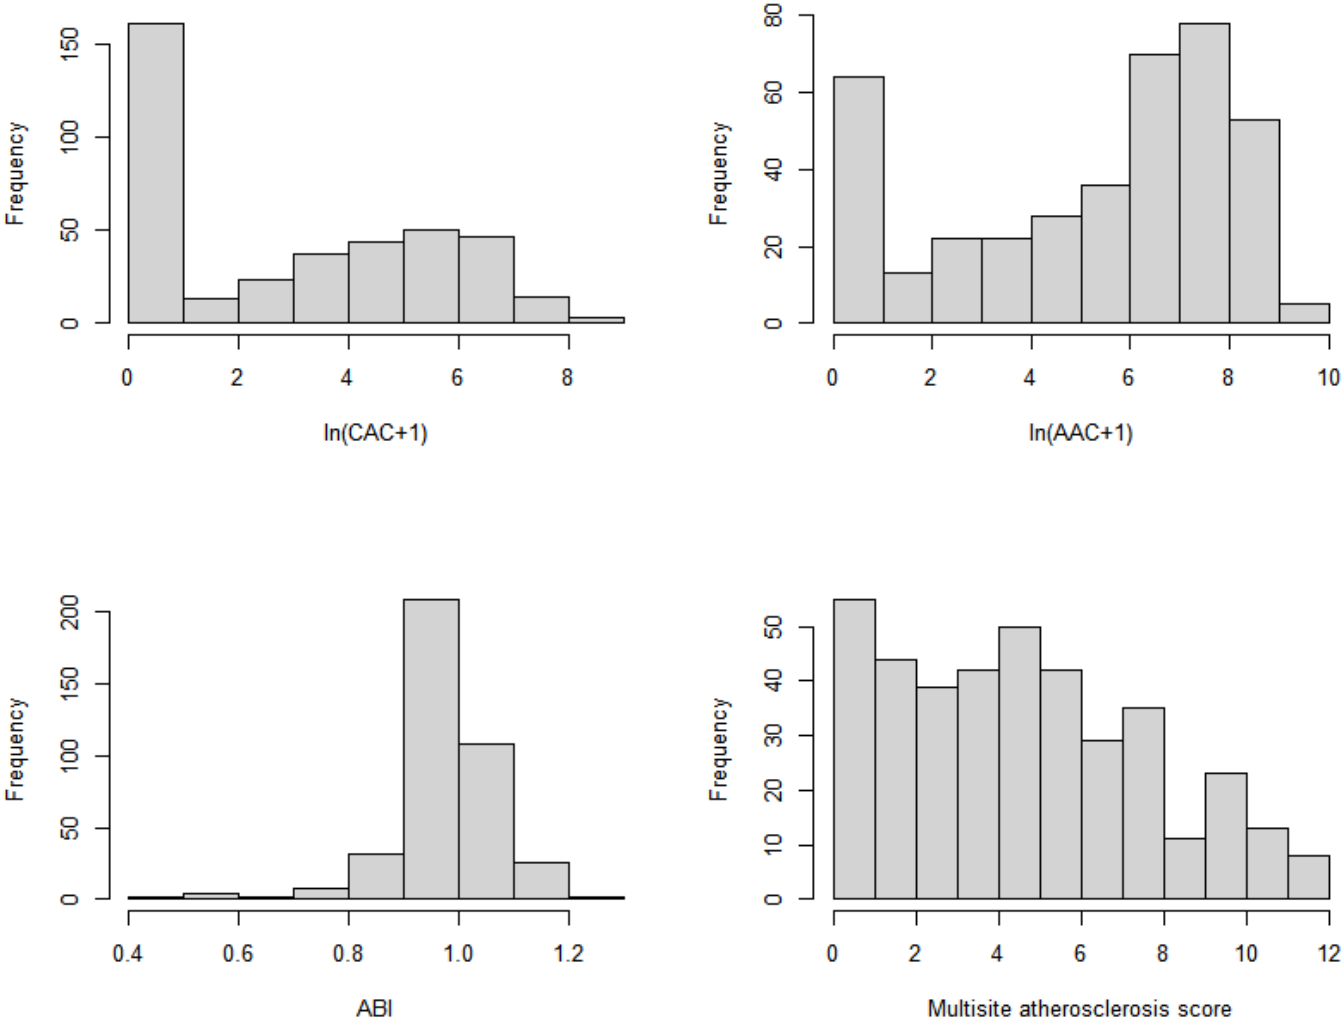 Frequency
150
100
50
0
0 2 4 6 8
ln(CAC+1)
Frequency
80
60
40
20
0
0 2 4 6 8 10
ln(AAC+1)
Frequency
200
150
100
50
0
0.4 0.6 0.8 1.0 1.2
ABI
Frequency
50
40
30
20
10
0
0 2 4 6 8 10 12
Multisite atherosclerosis score